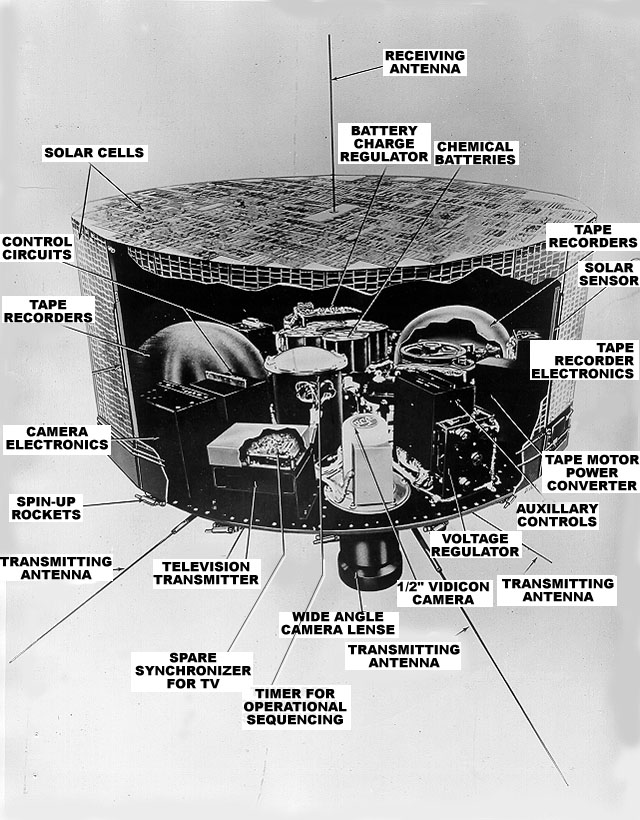 RECEIVING
ANTENNA
BATTERY
CHARGE
REGULATOR
CHEMICAL
BATTERIES
SOLAR CELLS
TAPE
RECORDERS
CONTROL
CIRCUITS
SOLAR
SENSOR
TAPE
RECORDERS
TAPE
RECORDER
ELECTRONICS
CAMERA
ELECTRONICS
TAPE MOTOR
POWER
CONVERTER
SPIN-UP
ROCKETS
AUXILLARY
CONTROLS
VOLTAGE
REGULATOR
TRANSMITTING
ANTENNA
TELEVISION
TRANSMITTER
1/2" VIDICON
CAMERA
TRANSMITTING
ANTENNA
WIDE ANGLE
CAMERA LENSE
TRANSMITTING
ANTENNA
SPARE
SYNCHRONIZER
FOR TV
TIMER FOR
OPERATIONAL
SEQUENCING